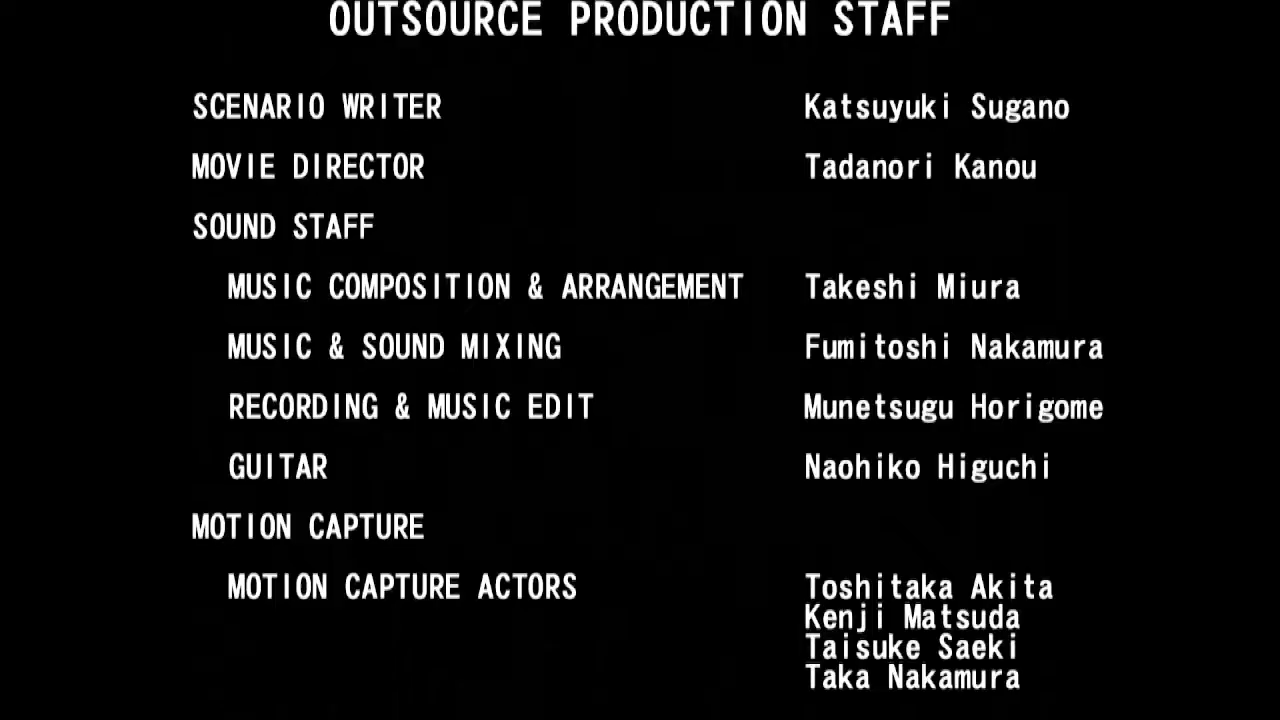 OUTSOURCE PRODUCTION STAFF
SCENARIO WRITER Katsuyuki Sugano
MOVIE DIRECTOR Tadanori Kanou
SOUND STAFF
MUSIC COMPOSITION & ARRANGEMENT Takeshi Miura
MUSIC & SOUND MIXING Fumitoshi Nakamura
RECORDING & MUSIC EDIT Munetsugu Horigome
GUITAR Naohiko Higuchi
MOTION CAPTURE
MOTION CAPTURE ACTORS Toshitaka Akita
Kenji Matsuda
Taisuke Saeki
Taka Nakamura